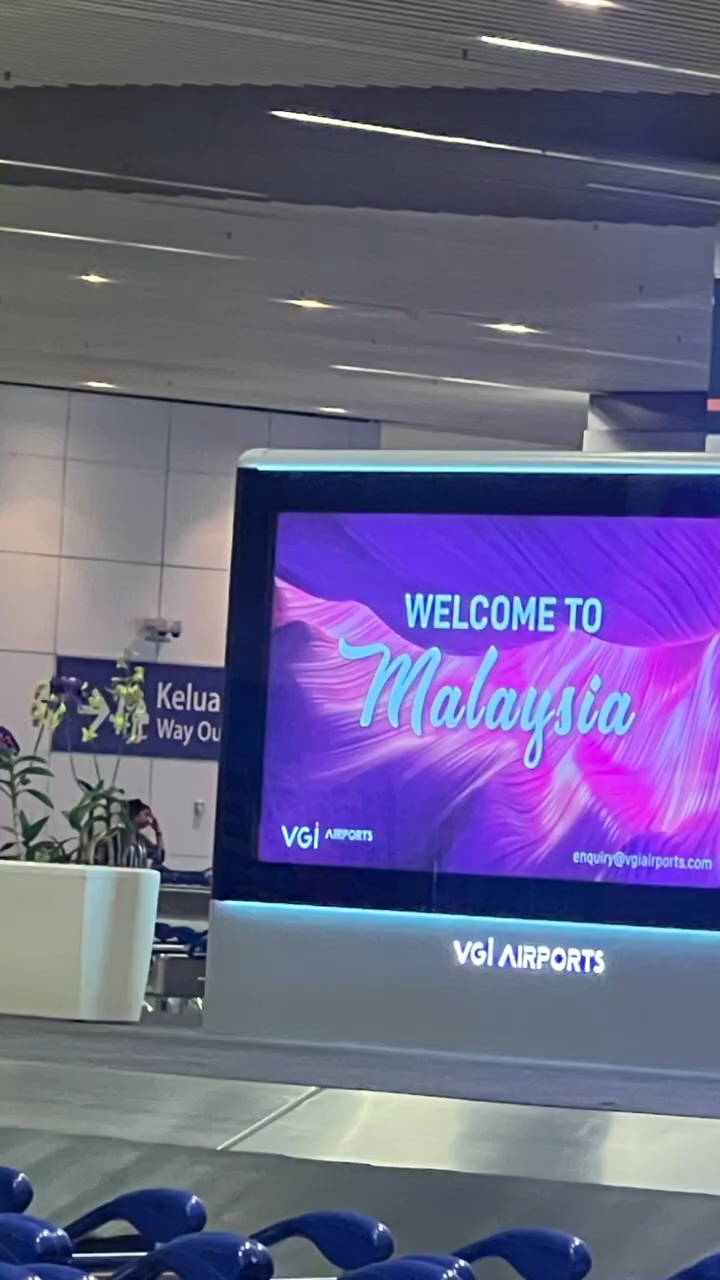 WELCOME TO
Malaysia
VGI AIRPORTS
enquiry@vgiairports.com
VGI AIRPORTS
Kelua
Way Ou